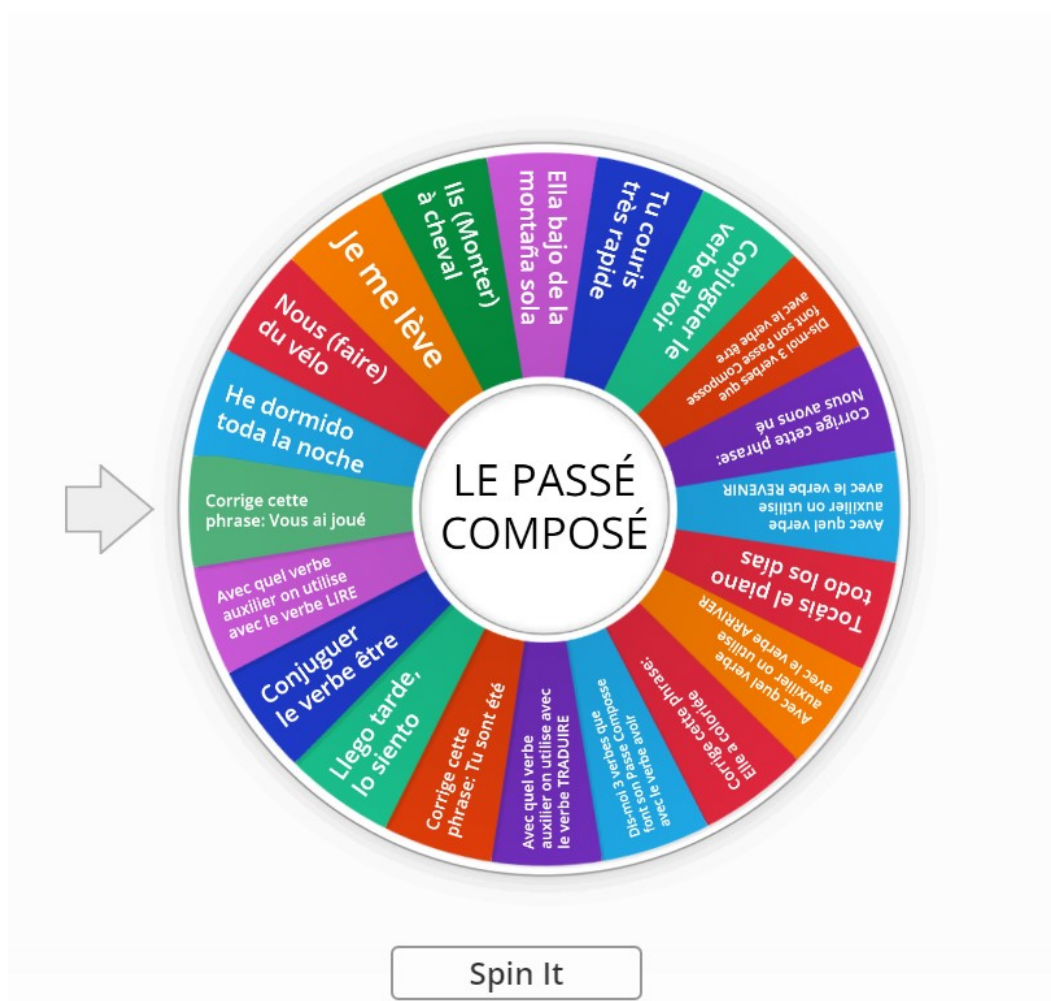 Ella bajo de la
montaña sola
Tu couris
très rapide
Conjuguer le
verbe avoir
Dis-moi 3 verbes que
font son Passe Composse
avec le verbe être
Corrige cette phrase:
Nous avons né
Avec quel verbe
auxilier on utilise
avec le verbe REVENIR
Tocáis el piano
todo los días
Avec quel verbe
auxilier on utilise
avec le verbe ARRIVER
Corrige cette phrase:
Elle a coloriée
Dis-moi 3 verbes que
font son Passe Composse
avec le verbe avoir
Avec quel verbe
auxilier on utilise avec
le verbe TRADUIRE
Corrige cette
phrase: Tu sont été
Llego tarde,
lo siento
Conjuguer
le verbe être
Avec quel verbe
auxilier on utilise
avec le verbe LIRE
Corrige cette
phrase: Vous ai joué
He dormido
toda la noche
Nous (faire)
du vélo
Je me lève
Ils (Monter)
à cheval
LE PASSÉ
COMPOSÉ
Spin It